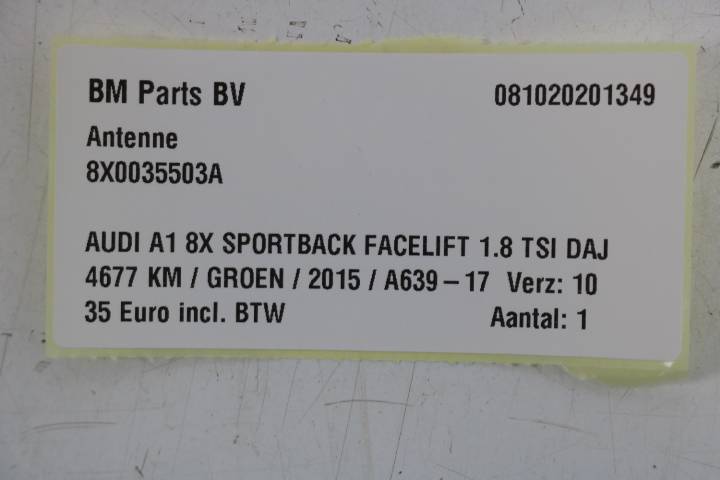 BM Parts BV 081020201349
Antenne
8X0035503A
AUDI A1 8X SPORTBACK FACELIFT 1.8 TSI DAJ
4677 KM / GROEN / 2015 / A639-17 Verz: 10
35 Euro incl. BTW Aantal: 1